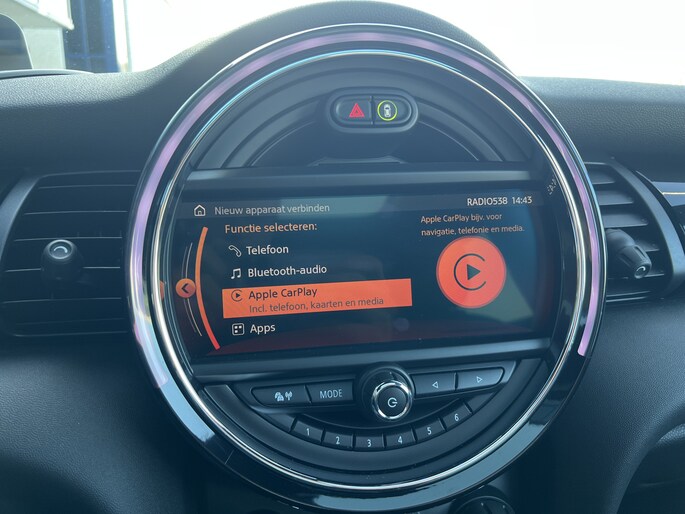 Nieuw apparaat verbinden
RADIO538 14:43
Functie selecteren:
Telefoon
Bluetooth-audio
Apple CarPlay
Incl. telefoon, kaarten en media
Apps
Apple CarPlay bijv. voor
navigatie, telefonie en media.
MODE
1 2 3 4 5 6